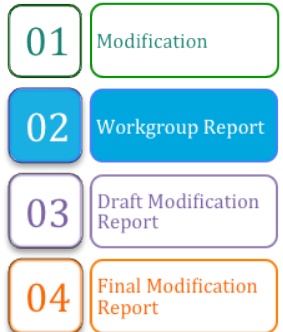 01
Modification
02
Workgroup Report
03
Draft Modification
Report
04
Final Modification
Report